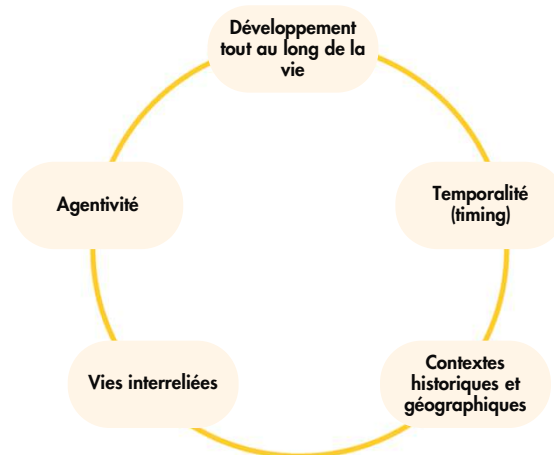 Développement
tout au long de la
vie
Temporalité
(timing)
Contextes
historiques et
géographiques
Vies interreliées
Agentivité